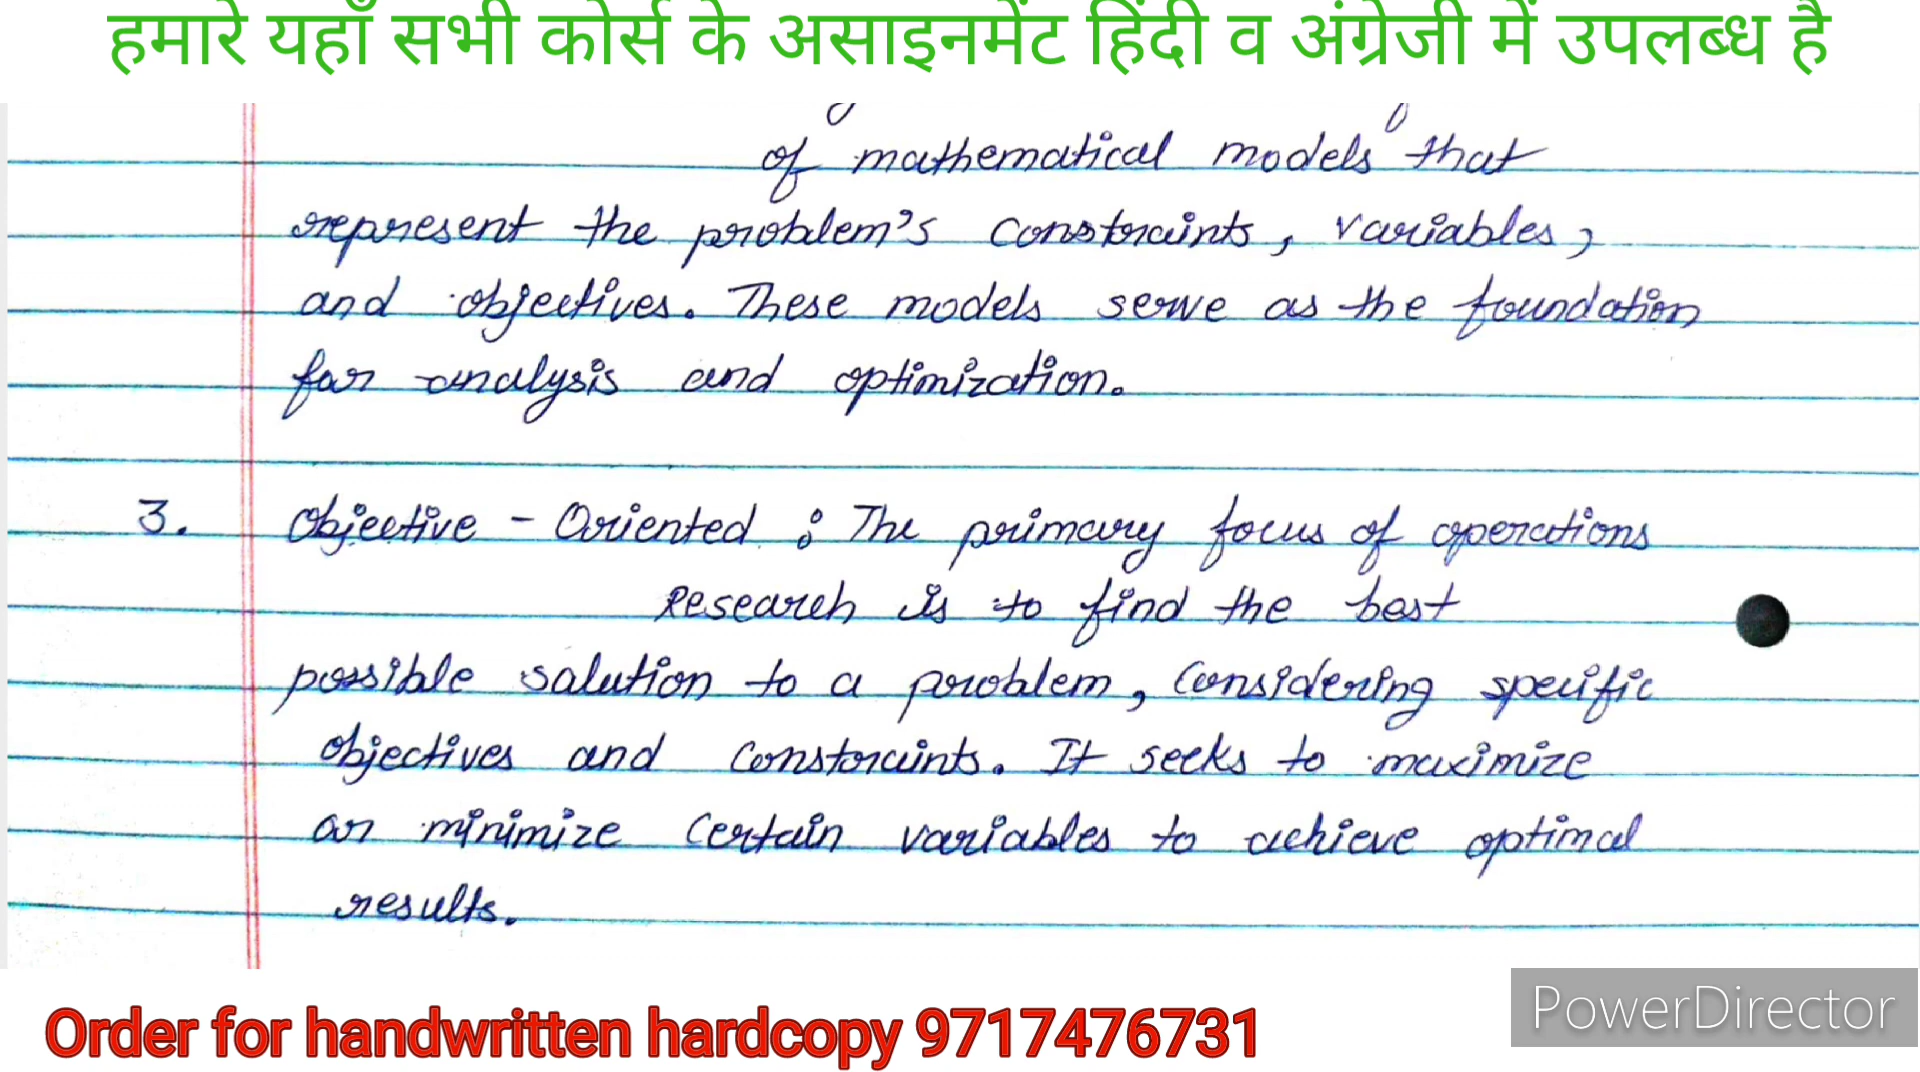 हमारे यहाँ सभी कोर्स के असाइनमेंट हिंदी व अंग्रेजी में उपलब्ध है
of mathematical models that
represent the problem's constraints, variables,
and objectives. These models serve as the foundation
for analysis and optimization.
3. Objective - Oriented : The primary focus of operations
Research is to find the best
possible solution to a problem, Considering specific
objectives and Constraints. It seeks to maximize
or minimize Certain variables to achieve optimal
results.
Order for handwritten hardcopy 9717476731
PowerDirector